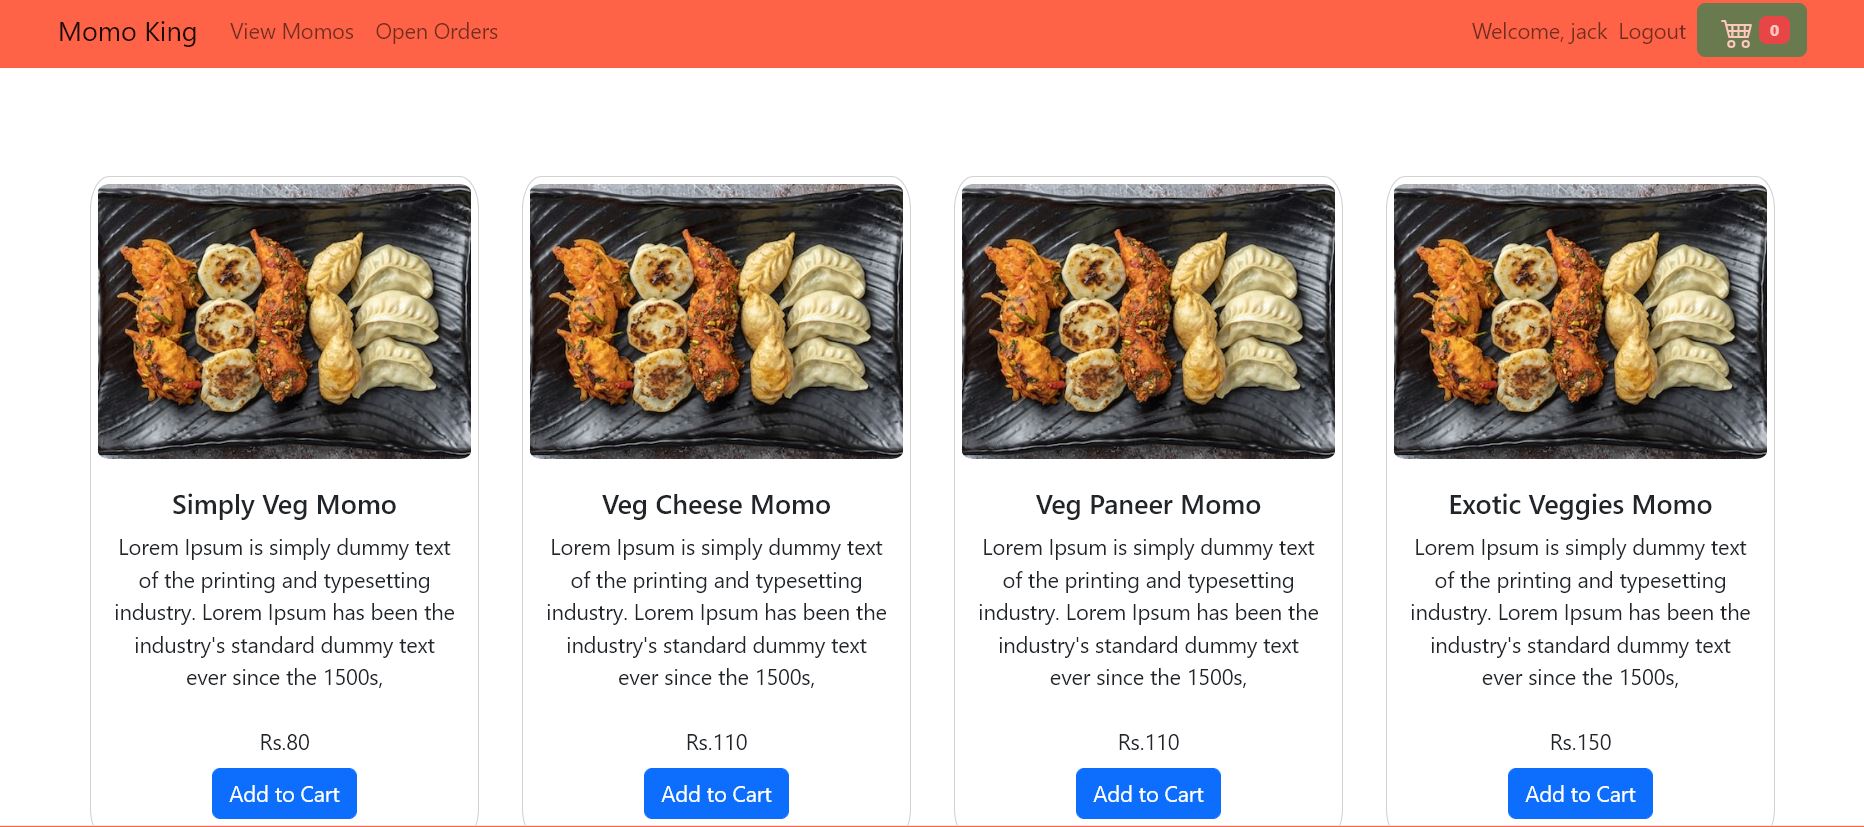 Momo King View Momos Open Orders Welcome, jack Logout 0
Simply Veg Momo
Lorem Ipsum is simply dummy text
of the printing and typesetting
industry. Lorem Ipsum has been the
industry's standard dummy text
ever since the 1500s,
Rs.80
Add to Cart
Veg Cheese Momo
Lorem Ipsum is simply dummy text
of the printing and typesetting
industry. Lorem Ipsum has been the
industry's standard dummy text
ever since the 1500s,
Rs.110
Add to Cart
Veg Paneer Momo
Lorem Ipsum is simply dummy text
of the printing and typesetting
industry. Lorem Ipsum has been the
industry's standard dummy text
ever since the 1500s,
Rs.110
Add to Cart
Exotic Veggies Momo
Lorem Ipsum is simply dummy text
of the printing and typesetting
industry. Lorem Ipsum has been the
industry's standard dummy text
ever since the 1500s,
Rs.150
Add to Cart